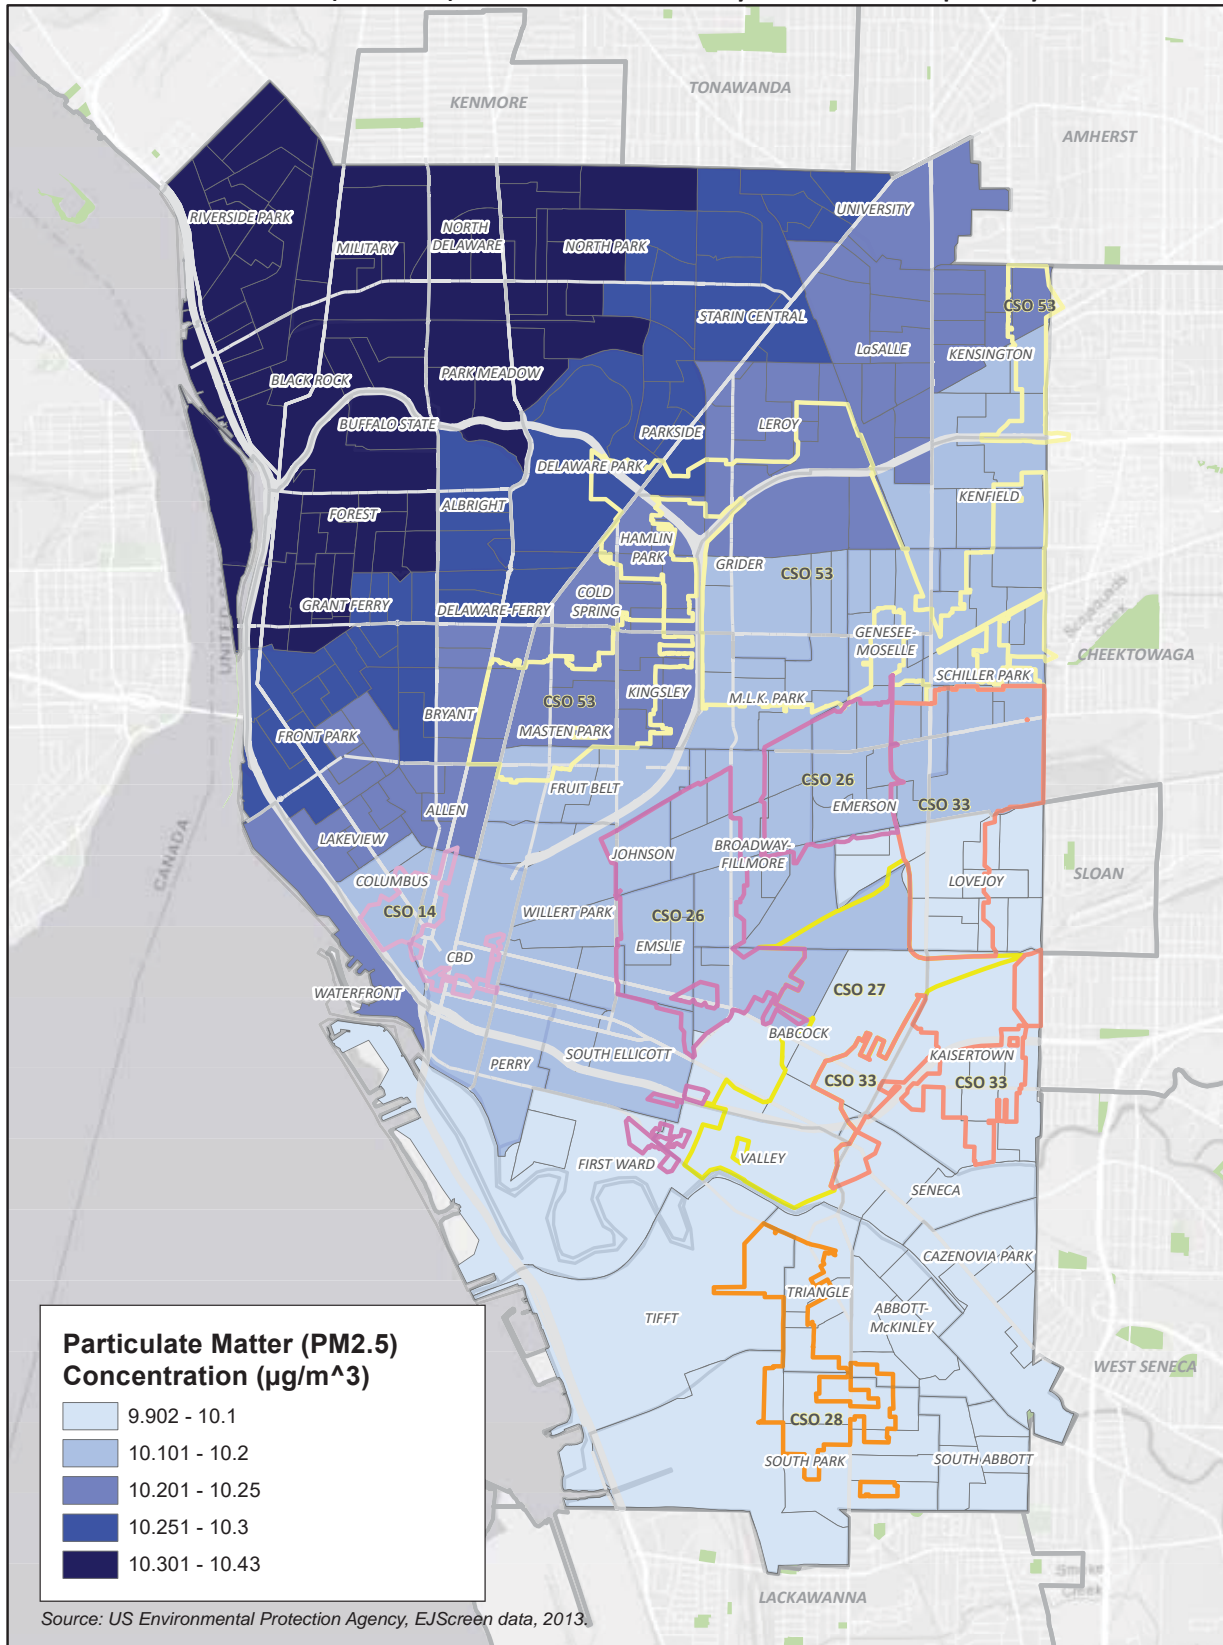 KENMORE
TONAWANDA
AMHERST
RIVERSIDE PARK
MILITARY
NORTH
DELAWARE
NORTH PARK
UNIVERSITY
CSO 53
STARIN CENTRAL
LaSALLE
KENSINGTON
BLACK ROCK
PARK MEADOW
BUFFALO STATE
PARKSIDE
LEROY
DELAWARE PARK
ALBRIGHT
KENFIELD
FOREST
HAMLIN
PARK
GRIDER
CSO 53
COLD
SPRING
GRANT FERRY
DELAWARE-FERRY
GENESEE-
MOSELLE
CHEEKTOWAGA
SCHILLER PARK
KINGSLEY
M.L.K. PARK
CSO 53
BRYANT
MASTEN PARK
FRONT PARK
CSO 26
FRUIT BELT
EMERSON
CSO 33
ALLEN
LAKEVIEW
JOHNSON
BROADWAY-
FILLMORE
CANADA
SLOAN
COLUMBUS
LOVEJOY
CSO 14
WILLERT PARK
CSO 26
EMSLIE
CBD
WATERFRONT
CSO 27
BABCOCK
SOUTH ELLICOTT
PERRY
KAISERTOWN
CSO 33
CSO 33
FIRST WARD
VALLEY
SENECA
CAZENOVIA PARK
TRIANGLE
ABBOTT-
McKINLEY
TIFFT
WEST SENECA
CSO 28
SOUTH PARK
SOUTH ABBOTT
LACKAWANNA
Smoke
Creek
Particulate Matter (PM2.5)
Concentration (µg/m^3)
9.902 - 10.1
10.101 - 10.2
10.201 - 10.25
10.251 - 10.3
10.301 - 10.43
Source: US Environmental Protection Agency, EJScreen data, 2013.